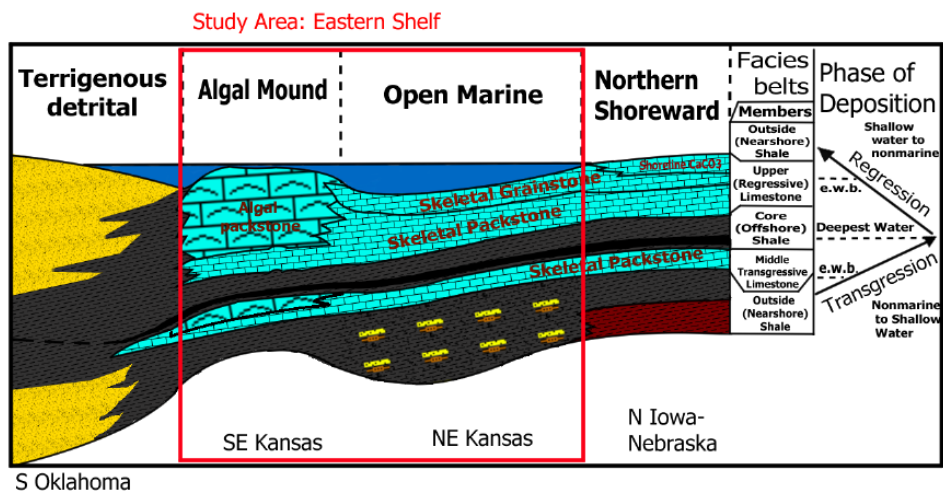 Study Area: Eastern Shelf
Terrigenous
detrital
Algal Mound
Open Marine
Northern
Shoreward
Facies
belts
Members
Phase of
Deposition
Outside
(Nearshore)
Shale
Upper
(Regressive)
Limestone
Core
(Offshore)
Shale
Middle
Transgressive
Limestone
Outside
(Nearshore)
Shale
Shallow
water to
nonmarine
Regression
e.w.b.
Deepest Water
e.w.b.
Transgression
Nonmarine
to Shallow
Water
Shoreline CaCO3
Skeletal Grainstone
Algal
packstone
Skeletal Packstone
Skeletal Packstone
SE Kansas
NE Kansas
N Iowa-
Nebraska
S Oklahoma